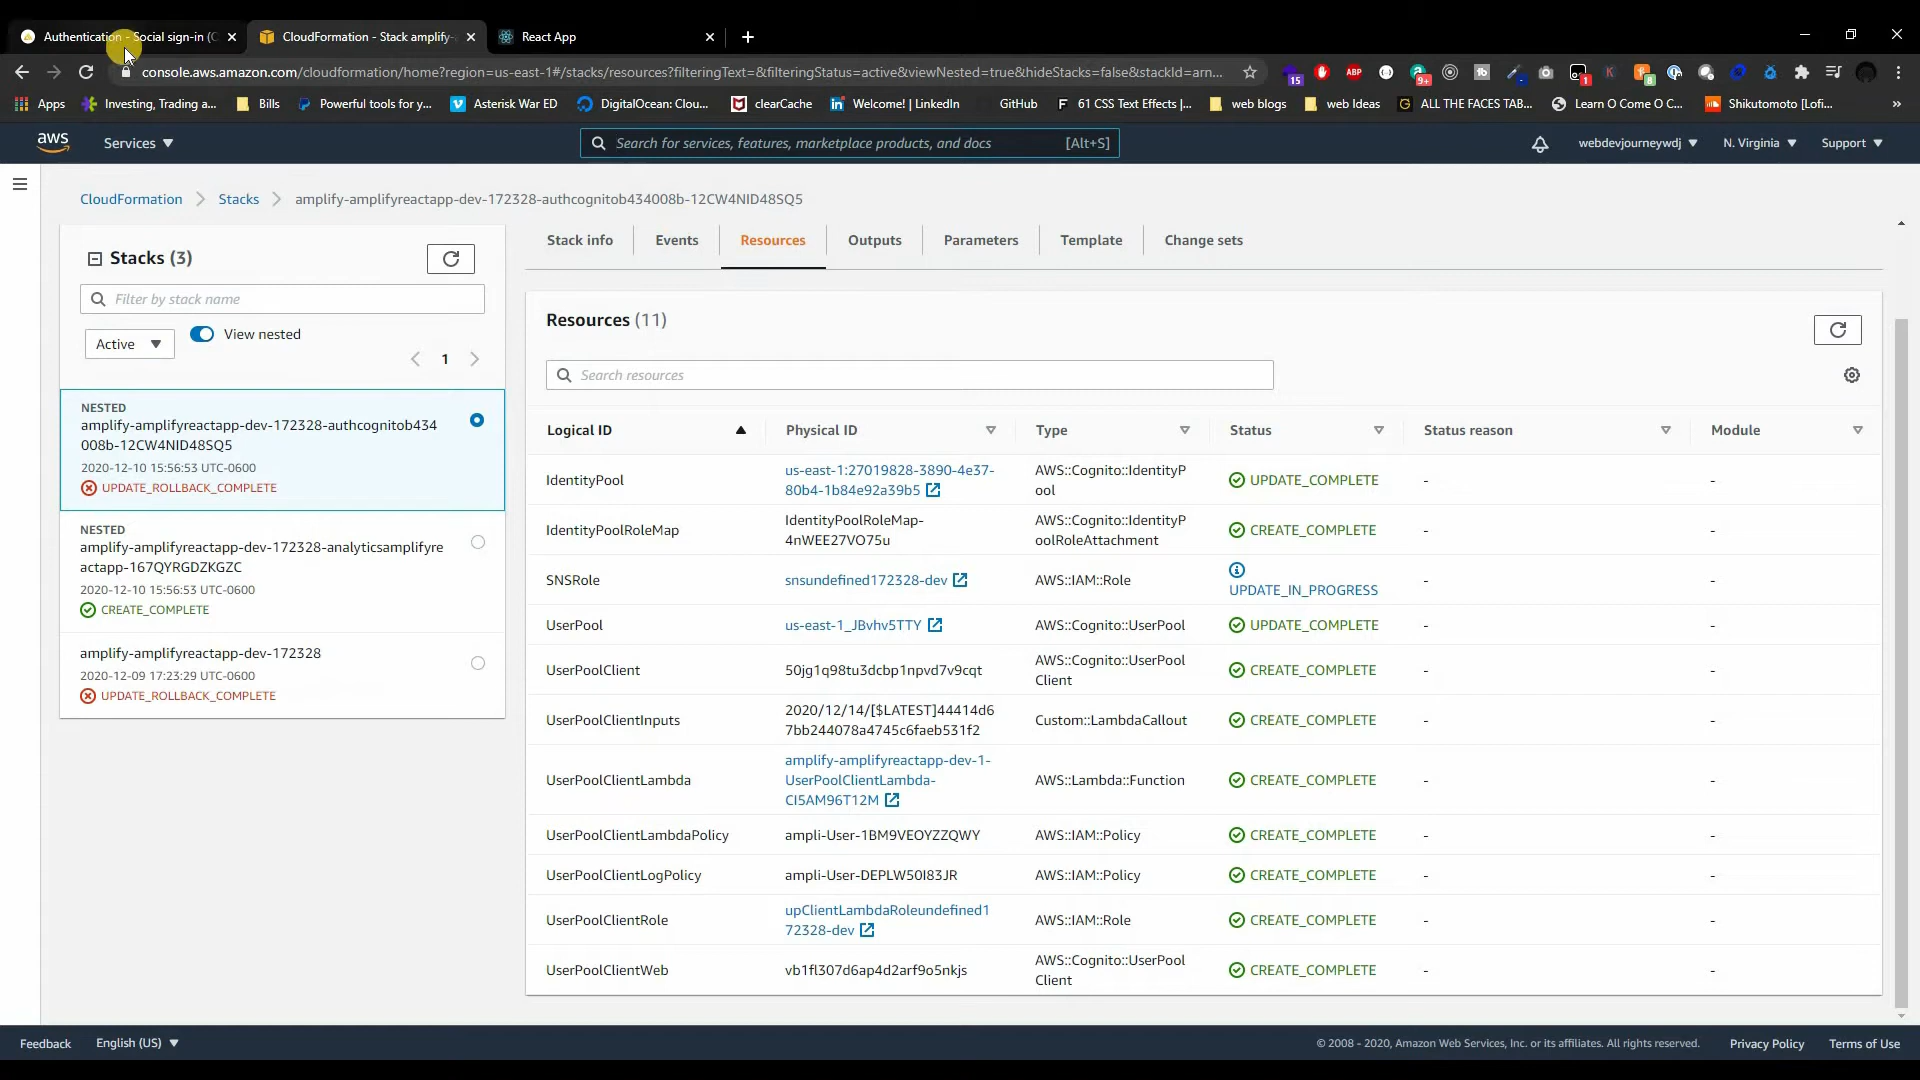 Authentication - Social sign-in (C
CloudFormation - Stack amplify-
React App
console.aws.amazon.com/cloudformation/home?region=us-east-1#/stacks/resources?filteringText=&filteringStatus=active&viewNested=true&hideStacks=false&stackId=arn...
15
ABP
9+
1
Apps
Investing, Trading a...
Bills
Powerful tools for y...
Asterisk War ED
DigitalOcean: Clou...
clearCache
Welcome! | LinkedIn
GitHub
61 CSS Text Effects |...
web blogs
web Ideas
ALL THE FACES TAB...
Learn O Come O C...
Shikutomoto [Lofi...
»
aws
Services
Search for services, features, marketplace products, and docs
[Alt+S]
webdevjourneywdj
N. Virginia
Support
CloudFormation
Stacks
amplify-amplifyreactapp-dev-172328-authcognitob434008b-12CW4NID48SQ5
Stacks (3)
Filter by stack name
Active
View nested
1
NESTED
amplify-amplifyreactapp-dev-172328-authcognitob434
008b-12CW4NID48SQ5
2020-12-10 15:56:53 UTC-0600
UPDATE_ROLLBACK_COMPLETE
NESTED
amplify-amplifyreactapp-dev-172328-analyticsamplifyre
actapp-167QYRGDZKGZC
2020-12-10 15:56:53 UTC-0600
CREATE_COMPLETE
amplify-amplifyreactapp-dev-172328
2020-12-09 17:23:29 UTC-0600
UPDATE_ROLLBACK_COMPLETE
Stack info
Events
Resources
Outputs
Parameters
Template
Change sets
Resources (11)
Search resources
Logical ID
Physical ID
Type
Status
Status reason
Module
IdentityPool
us-east-1:27019828-3890-4e37-
80b4-1b84e92a39b5
AWS::Cognito::IdentityP
ool
UPDATE_COMPLETE
-
-
IdentityPoolRoleMap
IdentityPoolRoleMap-
4nWEE27VO75u
AWS::Cognito::IdentityP
oolRoleAttachment
CREATE_COMPLETE
-
-
SNSRole
snsundefined172328-dev
AWS::IAM::Role
UPDATE_IN_PROGRESS
-
-
UserPool
us-east-1_JBvhv5TTY
AWS::Cognito::UserPool
UPDATE_COMPLETE
-
-
UserPoolClient
50jg1q98tu3dcbp1npvd7v9cqt
AWS::Cognito::UserPool
Client
CREATE_COMPLETE
-
-
UserPoolClientInputs
2020/12/14/[$LATEST]44414d6
7bb244078a4745c6faeb531f2
Custom::LambdaCallout
CREATE_COMPLETE
-
-
UserPoolClientLambda
amplify-amplifyreactapp-dev-1-
UserPoolClientLambda-
CI5AM96T12M
AWS::Lambda::Function
CREATE_COMPLETE
-
-
UserPoolClientLambdaPolicy
ampli-User-1BM9VEOYZZQWY
AWS::IAM::Policy
CREATE_COMPLETE
-
-
UserPoolClientLogPolicy
ampli-User-DEPLW50I83JR
AWS::IAM::Policy
CREATE_COMPLETE
-
-
UserPoolClientRole
upClientLambdaRoleundefined1
72328-dev
AWS::IAM::Role
CREATE_COMPLETE
-
-
UserPoolClientWeb
vb1fl307d6ap4d2arf9o5nkjs
AWS::Cognito::UserPool
Client
CREATE_COMPLETE
-
-
Feedback
English (US)
© 2008 - 2020, Amazon Web Services, Inc. or its affiliates. All rights reserved.
Privacy Policy
Terms of Use